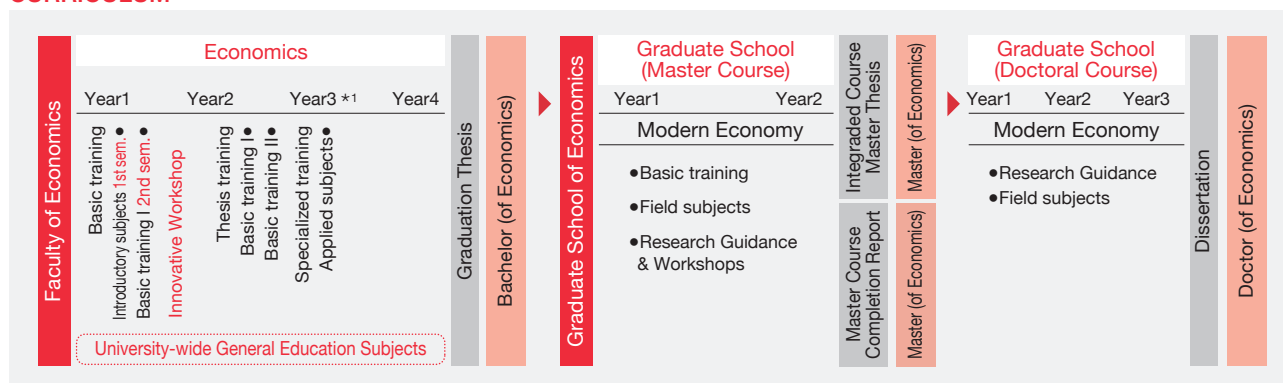 Faculty of Economics
Economics
Year1 Year2 Year3 *1 Year4
Basic training
Introductory subjects 1st sem.●
Basic training I 2nd sem. ●
Innovative Workshop
Thesis training
Basic training I●
Basic training II●
Specialized training
Applied subjects●
University-wide General Education Subjects
Graduation Thesis
Bachelor (of Economics)
Graduate School of Economics
Graduate School
(Master Course)
Year1 Year2
Modern Economy
●Basic training
●Field subjects
●Research Guidance
& Workshops
Integraded Course
Master Thesis
Master (of Economics)
Master Course
Completion Report
Master (of Economics)
Graduate School
(Doctoral Course)
Year1 Year2 Year3
Modern Economy
●Research Guidance
●Field subjects
Dissertation
Doctor (of Economics)